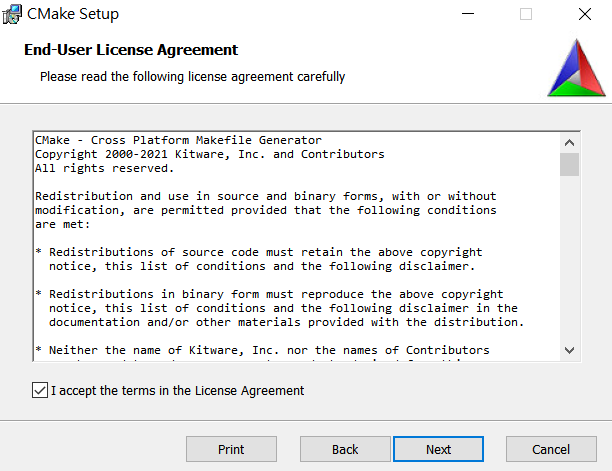 CMake Setup
End-User License Agreement
Please read the following license agreement carefully
CMake - Cross Platform Makefile Generator
Copyright 2000-2021 Kitware, Inc. and Contributors
All rights reserved.
Redistribution and use in source and binary forms, with or without
modification, are permitted provided that the following conditions
are met:
* Redistributions of source code must retain the above copyright
notice, this list of conditions and the following disclaimer.
* Redistributions in binary form must reproduce the above copyright
notice, this list of conditions and the following disclaimer in the
documentation and/or other materials provided with the distribution.
* Neither the name of Kitware, Inc. nor the names of Contributors
I accept the terms in the License Agreement
Print Back Next Cancel